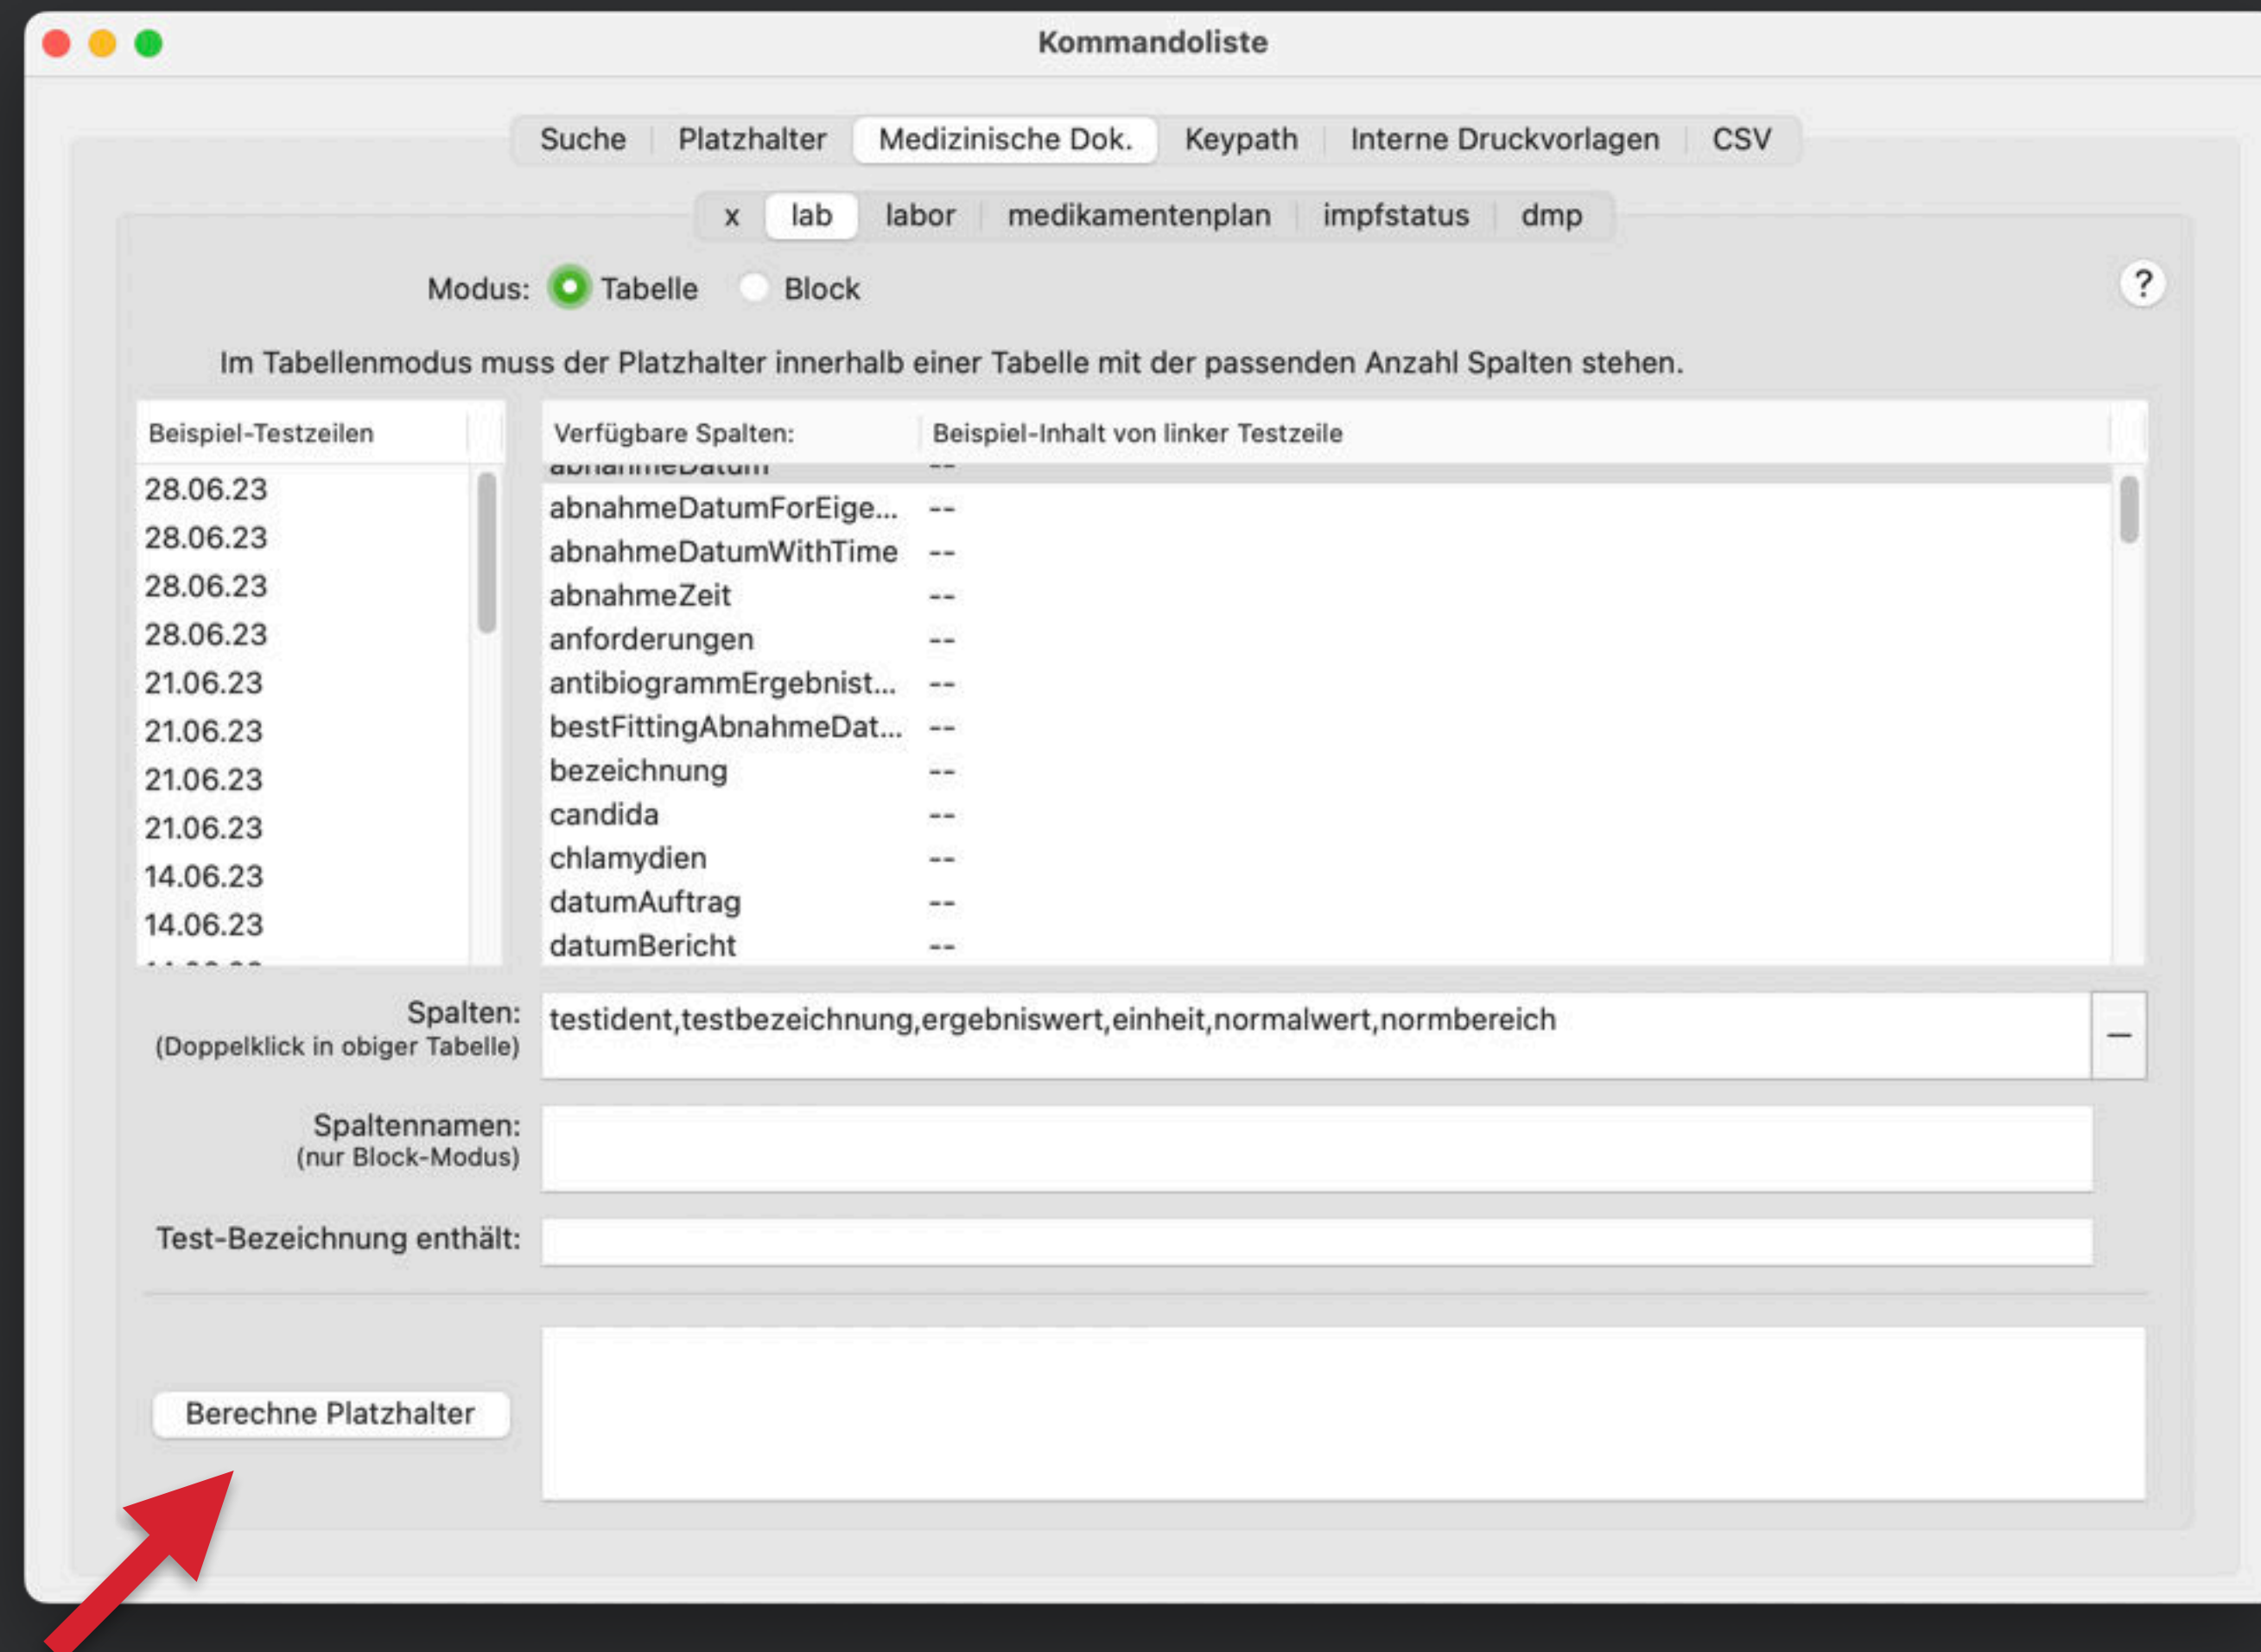 Kommandoliste
Suche Platzhalter Medizinische Dok. Keypath Interne Druckvorlagen CSV
x lab labor medikamentenplan impfstatus dmp
Modus: Tabelle Block
?
Im Tabellenmodus muss der Platzhalter innerhalb einer Tabelle mit der passenden Anzahl Spalten stehen.
Beispiel-Testzeilen
28.06.23
28.06.23
28.06.23
28.06.23
21.06.23
21.06.23
21.06.23
21.06.23
14.06.23
14.06.23
Verfügbare Spalten: Beispiel-Inhalt von linker Testzeile
abnahmeDatum --
abnahmeDatumForEige... --
abnahmeDatumWithTime --
abnahmeZeit --
anforderungen --
antibiogrammErgebnist... --
bestFittingAbnahmeDat... --
bezeichnung --
candida --
chlamydien --
datumAuftrag --
datumBericht --
Spalten: testident,testbezeichnung,ergebniswert,einheit,normalwert,normbereich –
(Doppelklick in obiger Tabelle)
Spaltennamen:
(nur Block-Modus)
Test-Bezeichnung enthält:
Berechne Platzhalter